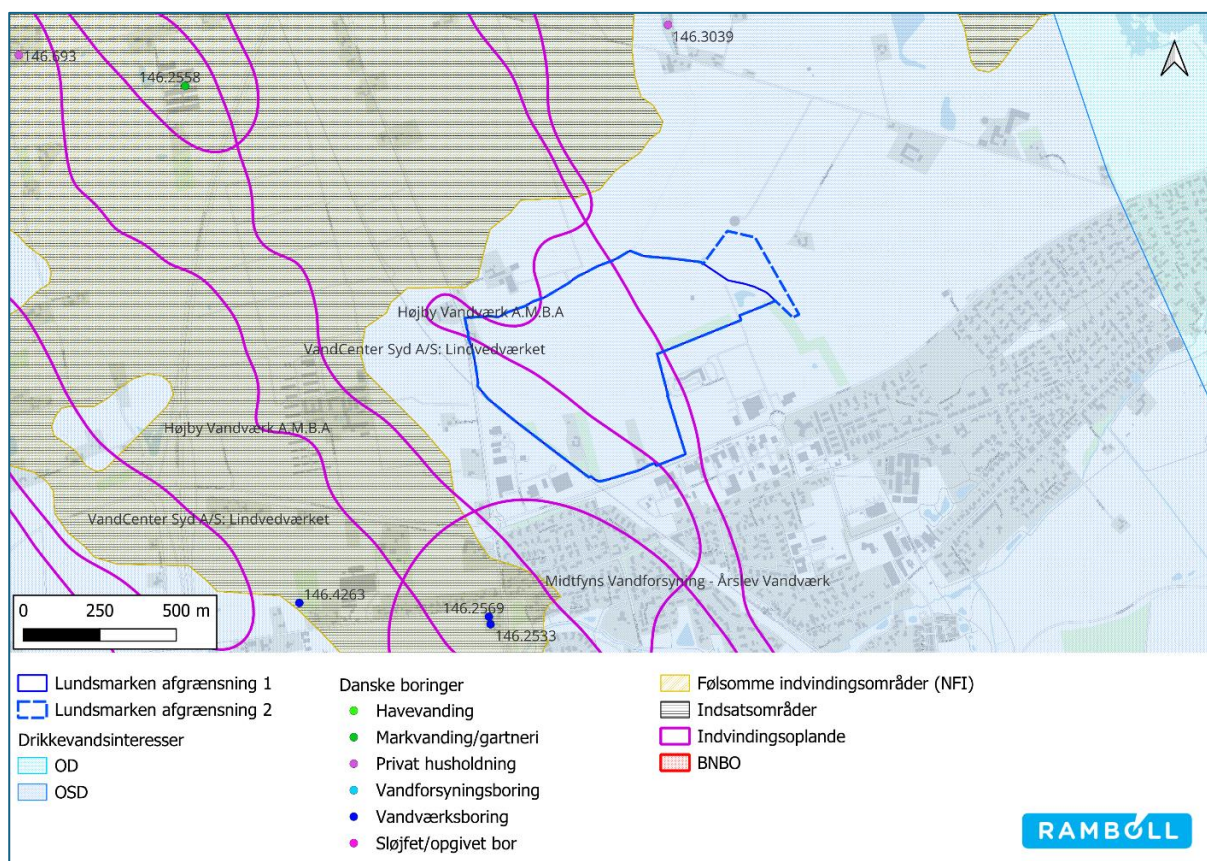 146.3039
146.693
146.2558
Højby Vandværk A.M.B.A
VandCenter Syd A/S: Lindvedværket
Højby Vandværk A.M.B.A
VandCenter Syd A/S: Lindvedværket
Midtfyns Vandforsyning - Årslev Vandværk
146.4263
146.2569
146.2533
0 250 500 m
Lundsmarken afgrænsning 1
Lundsmarken afgrænsning 2
Drikkevandsinteresser
OD
OSD
Danske boringer
Havevanding
Markvanding/gartneri
Privat husholdning
Vandforsyningsboring
Vandværksboring
Sløjfet/opgivet bor
Følsomme indvindingsområder (NFI)
Indsatsområder
Indvindingsoplande
BNBO
RAMBOLL